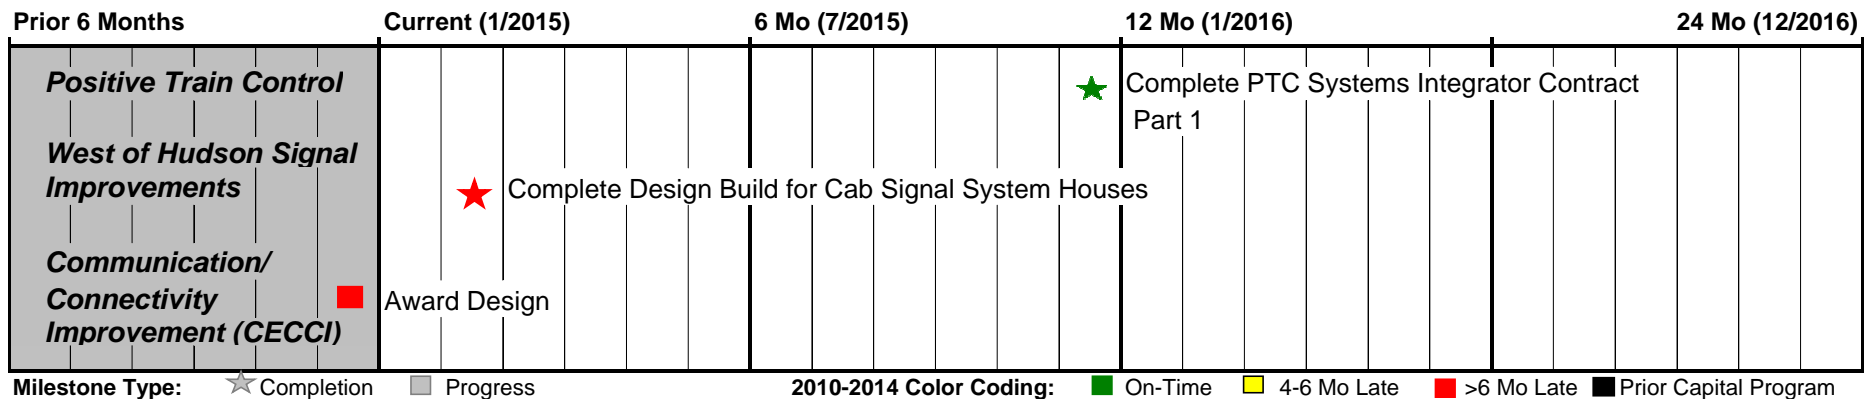 Prior 6 Months Current (1/2015) 6 Mo (7/2015) 12 Mo (1/2016) 24 Mo (12/2016)
Positive Train Control Complete PTC Systems Integrator Contract
Part 1
West of Hudson Signal
Improvements Complete Design Build for Cab Signal System Houses
Communication/
Connectivity Award Design
Improvement (CECCI)
Milestone Type: Completion Progress 2010-2014 Color Coding: On-Time 4-6 Mo Late >6 Mo Late Prior Capital Program